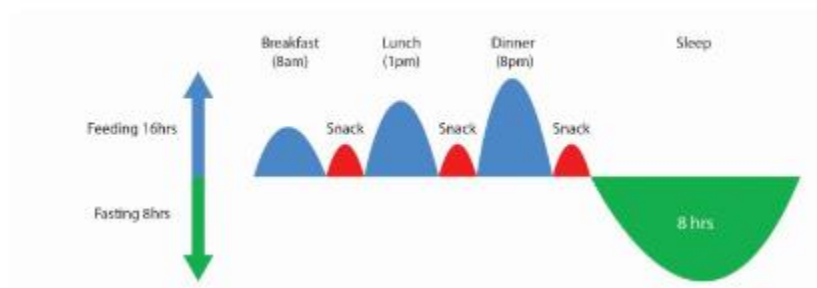 Breakfast
(8am)
Lunch
(1pm)
Dinner
(8pm)
Sleep
Feeding 16hrs
Snack
Snack
Snack
Fasting 8hrs
8 hrs